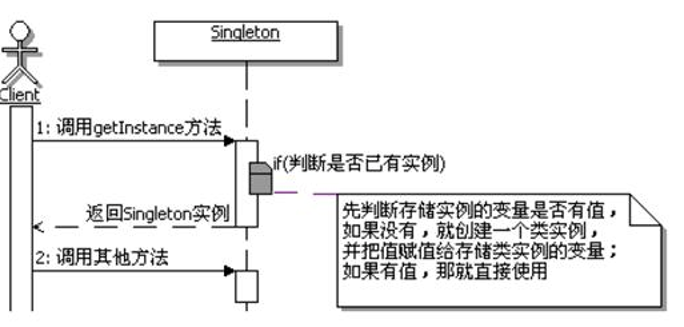 Singleton
Client
1: 调用getInstance方法
if(判断是否已有实例)
返回Singleton实例
先判断存储实例的变量是否有值，
如果没有，就创建一个类实例，
并把值赋值给存储类实例的变量；
如果有值，那就直接使用
2: 调用其他方法